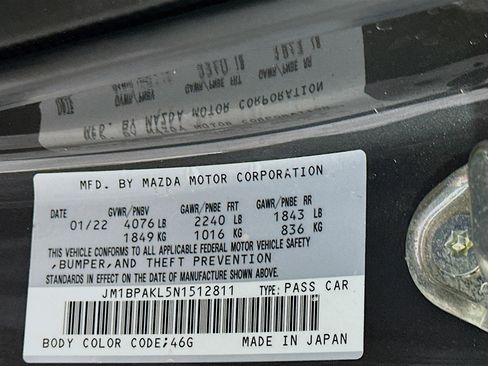 MFD. BY MAZDA MOTOR CORPORATION
DATE GVWR/PNBV GAWR/PNBE FRT GAWR/PNBE RR
01/22 4076 LB 2240 LB 1843 LB
1849 KG 1016 KG 836 KG
THIS VEHICLE CONFORMS TO ALL APPLICABLE FEDERAL MOTOR VEHICLE SAFETY
,BUMPER,AND THEFT PREVENTION
STANDARDS IN EFFECT ON THE DATE OF MANUFACTURE SHOWN ABOVE.
JM1BPAKL5N1512811 TYPE: PASS CAR
BODY COLOR CODE;46G MADE IN JAPAN